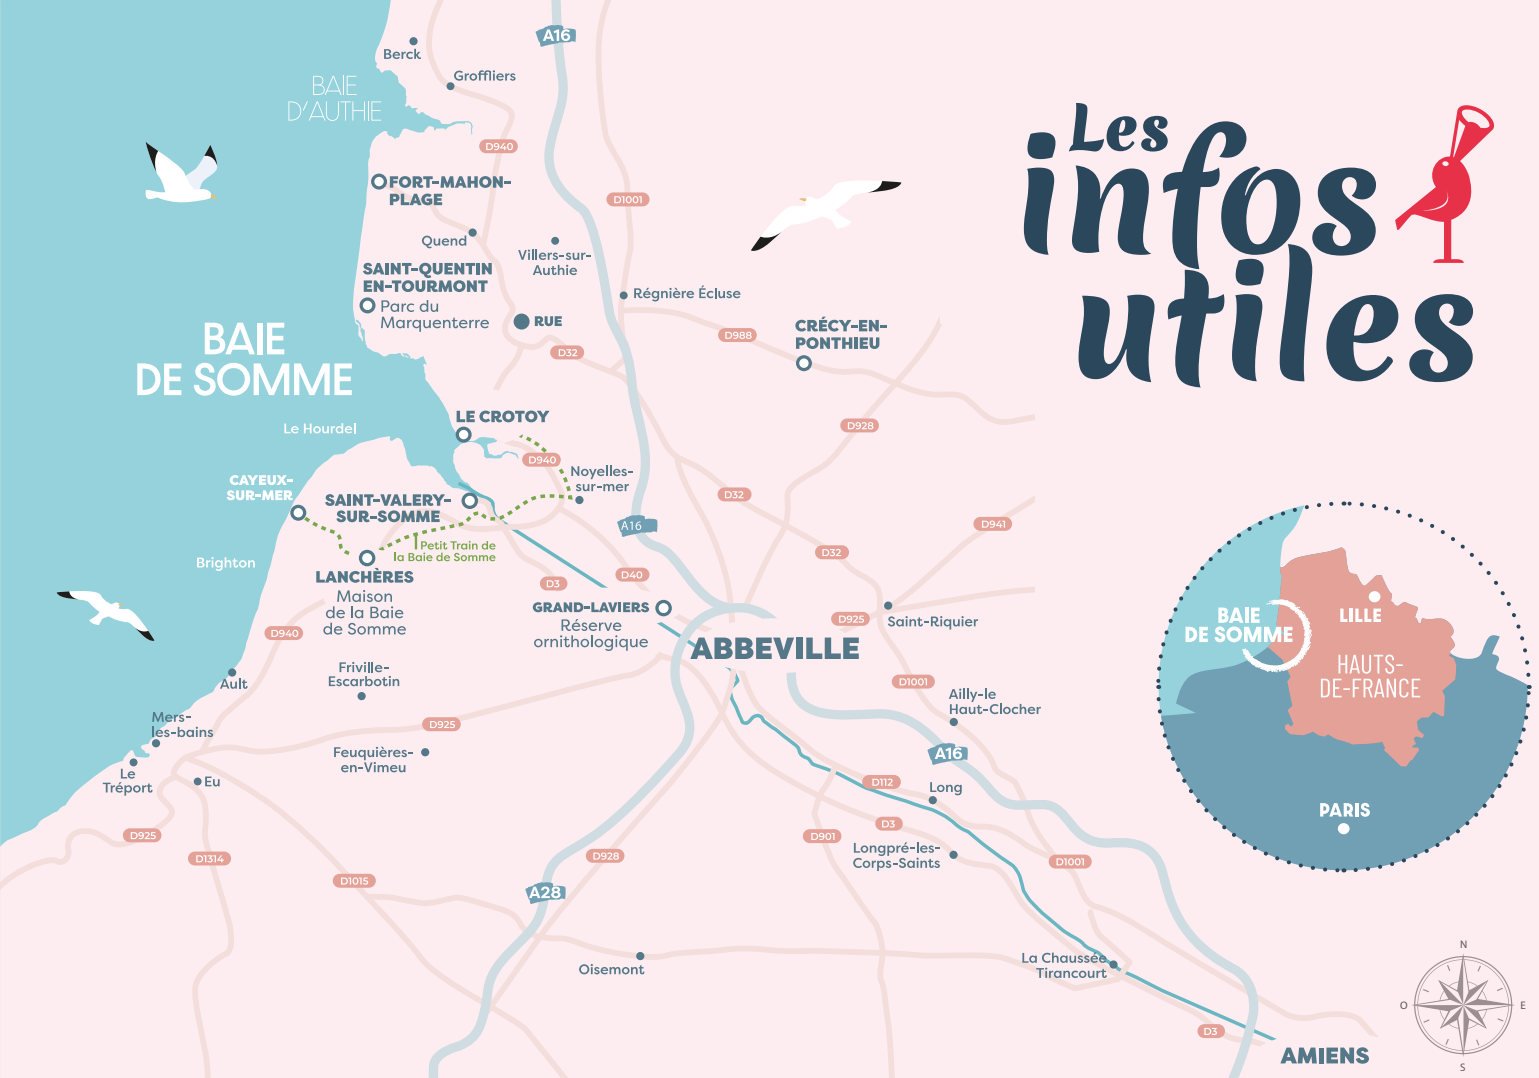 Les
infos
utiles
A16
Berck
Groffliers
BAIE
D'AUTHIE
D940
FORT-MAHON-
PLAGE
D1001
Quend
Villers-sur-
Authie
SAINT-QUENTIN
EN-TOURMONT
Parc du
Marquenterre
Régnière Écluse
RUE
CRÉCY-EN-
PONTHIEU
D988
D32
BAIE
DE SOMME
LE CROTOY
Le Hourdel
D928
D940
Noyelles-
sur-mer
CAYEUX-
SUR-MER
SAINT-VALERY-
SUR-SOMME
D32
A16
D941
Petit Train de
la Baie de Somme
Brighton
LANCHÈRES
Maison
de la Baie
de Somme
D3
D40
D32
GRAND-LAVIERS
Réserve
ornithologique
D925
Saint-Riquier
D940
ABBEVILLE
Friville-
Escarbotin
Ault
D1001
Ailly-le
Haut-Clocher
Mers-
les-bains
D925
Feuquières-
en-Vimeu
A16
Le
Tréport
Eu
D112
Long
D3
D925
D901
Longpré-les-
Corps-Saints
D1314
D928
D1001
D1015
A28
Oisemont
La Chaussée
Tirancourt
D3
AMIENS
BAIE
DE SOMME
LILLE
HAUTS-
DE-FRANCE
PARIS
N
O
E
S